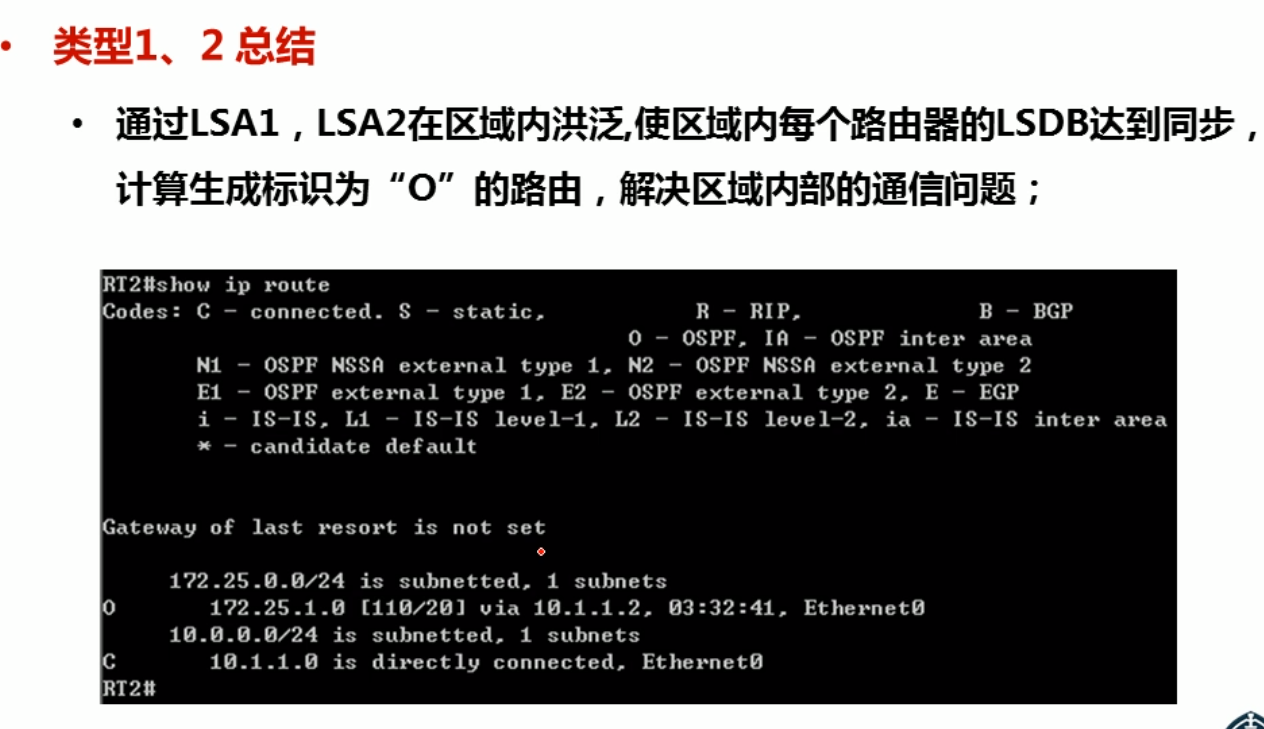 • 类型1、2 总结
• 通过LSA1，LSA2在区域内洪泛,使区域内每个路由器的LSDB达到同步，
计算生成标识为“O”的路由，解决区域内部的通信问题；
RT2#show ip route
Codes: C - connected. S - static, R - RIP, B - BGP
O - OSPF, IA - OSPF inter area
N1 - OSPF NSSA external type 1, N2 - OSPF NSSA external type 2
E1 - OSPF external type 1, E2 - OSPF external type 2, E - EGP
i - IS-IS, L1 - IS-IS level-1, L2 - IS-IS level-2, ia - IS-IS inter area
* - candidate default
Gateway of last resort is not set
172.25.0.0/24 is subnetted, 1 subnets
O 172.25.1.0 [110/20] via 10.1.1.2, 03:32:41, Ethernet0
10.0.0.0/24 is subnetted, 1 subnets
C 10.1.1.0 is directly connected, Ethernet0
RT2#